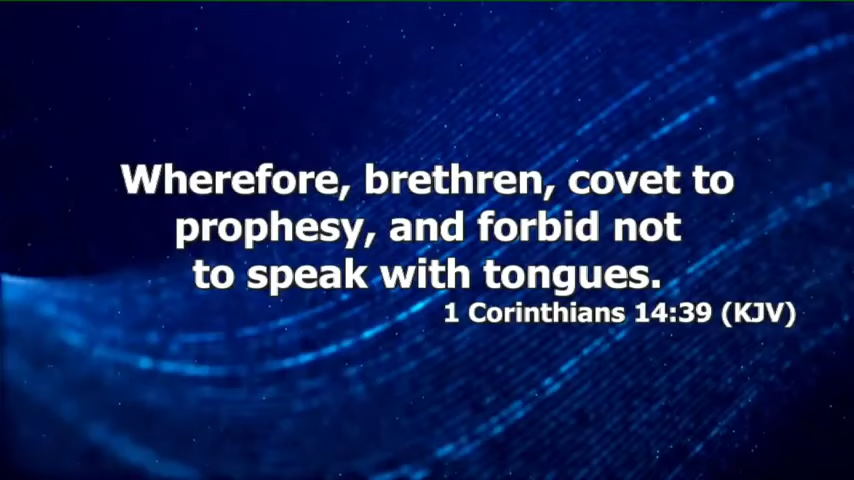 Wherefore, brethren, covet to
prophesy, and forbid not
to speak with tongues.
1 Corinthians 14:39 (KJV)